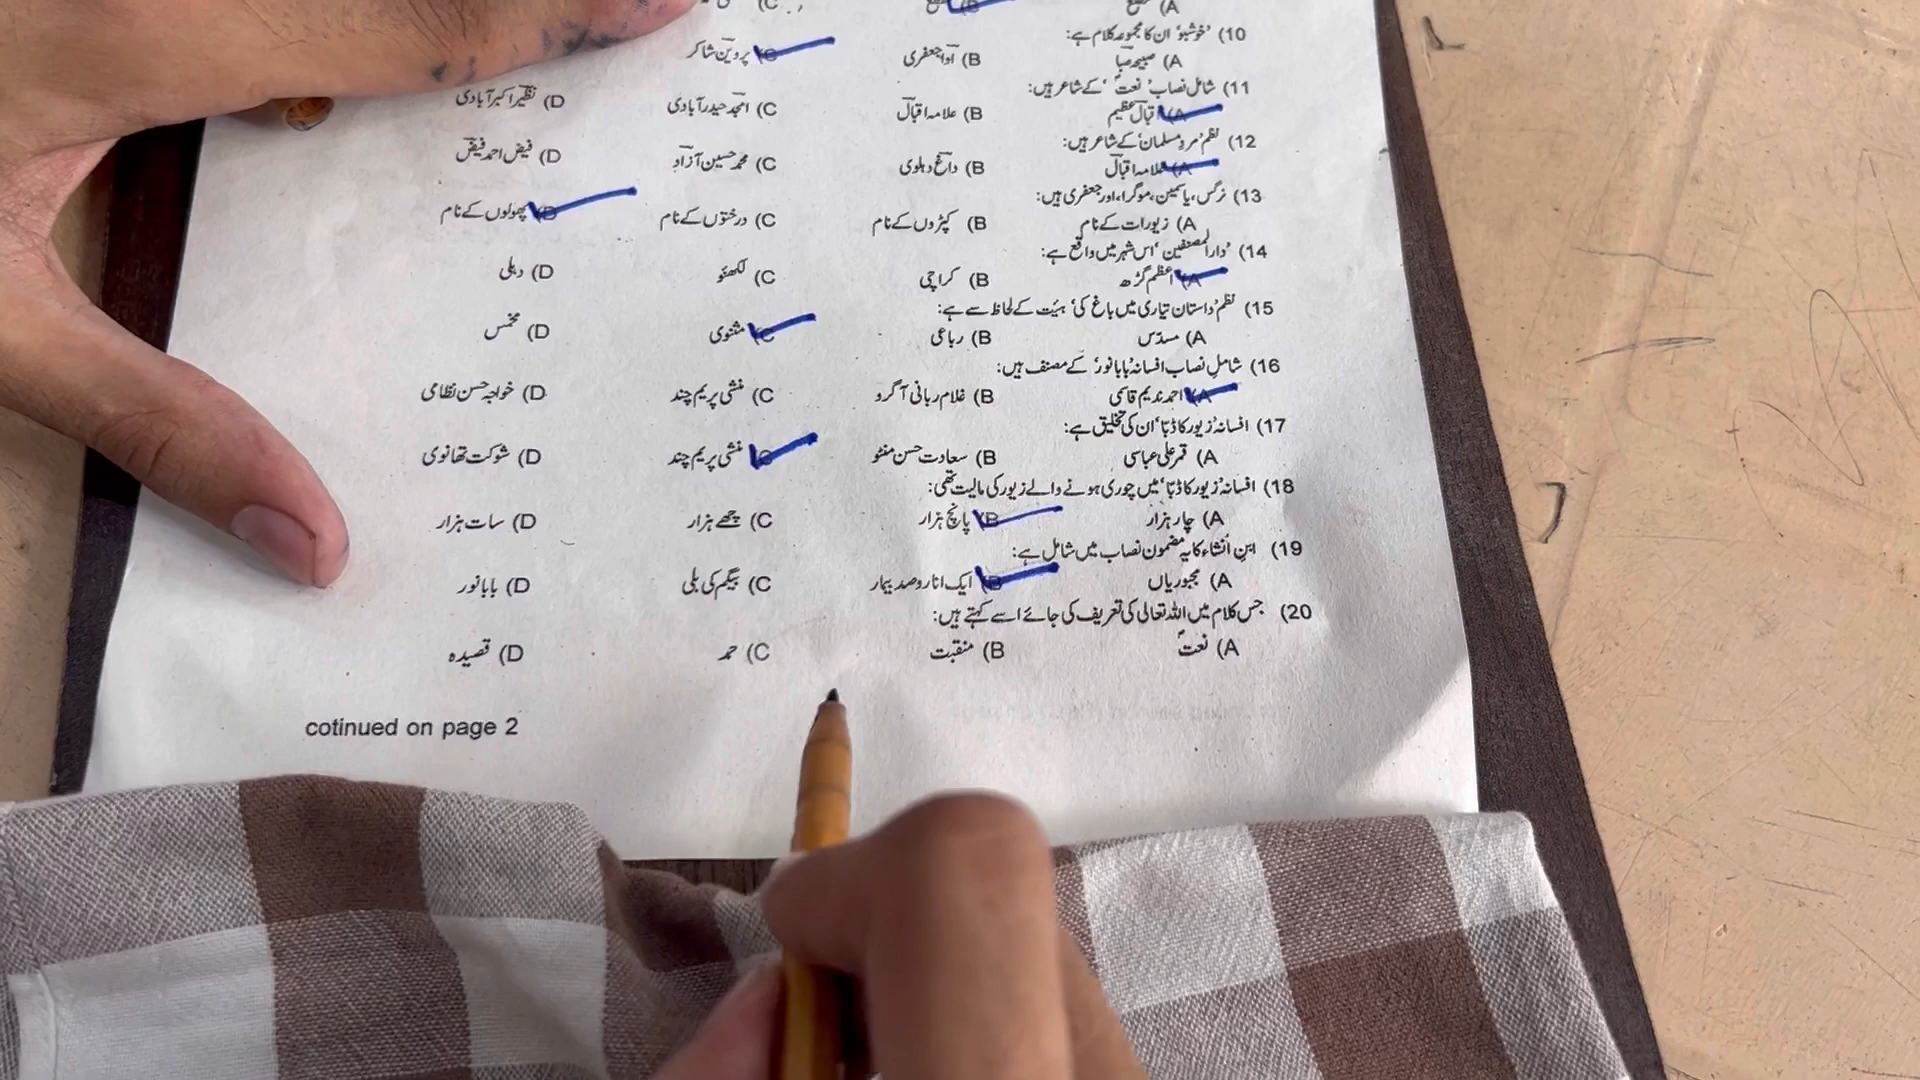 (10 ’خوشبو‘ ان کا مجموعہ کلام ہے:
(A صبیحہ صبا (B آوا جعفری (C پروین شاکر
(11 شامل نصاب ’نعت‘ کے شاعر ہیں:
(A اقبال عظیم (B علامہ اقبال (C امجد حیدرآبادی (D نظیر اکبر آبادی
(12 نظم ’مردِ مسلمان‘ کے شاعر ہیں:
(A علامہ اقبال (B داغ دہلوی (C محمد حسین آزاد (D فیض احمد فیض
(13 نرگس، یاسمین، موگرا، اور جعفری ہیں:
(A زیورات کے نام (B کپڑوں کے نام (C درختوں کے نام (D پھولوں کے نام
(14 ’دارالمصنفین‘ اس شہر میں واقع ہے:
(A اعظم گڑھ (B کراچی (C لکھنؤ (D دہلی
(15 نظم ’داستان تیاری میں باغ کی‘ ہیئت کے لحاظ سے ہے:
(A مسدّس (B رباعی (C مثنوی (D مخمس
(16 شاملِ نصاب افسانہ ’بابا نور‘ کے مصنف ہیں:
(A احمد ندیم قاسمی (B غلام ربانی آگرو (C منشی پریم چند (D خواجہ حسن نظامی
(17 افسانہ ’زیور کا ڈبّا‘ ان کی تخلیق ہے:
(A قمر علی عباسی (B سعادت حسن منٹو (C منشی پریم چند (D شوکت تھانوی
(18 افسانہ ’زیور کا ڈبّا‘ میں چوری ہونے والے زیور کی مالیت تھی:
(A چار ہزار (B پانچ ہزار (C چھے ہزار (D سات ہزار
(19 ابنِ انشاء کا یہ مضمون نصاب میں شامل ہے:
(A مجبوریاں (B ایک انار و صد بیمار (C بیگم کی بلی (D بابا نور
(20 جس کلام میں اللہ تعالی کی تعریف کی جائے اسے کہتے ہیں:
(A نعتؐ (B منقبت (C حمد (D قصیدہ
cotinued on page 2